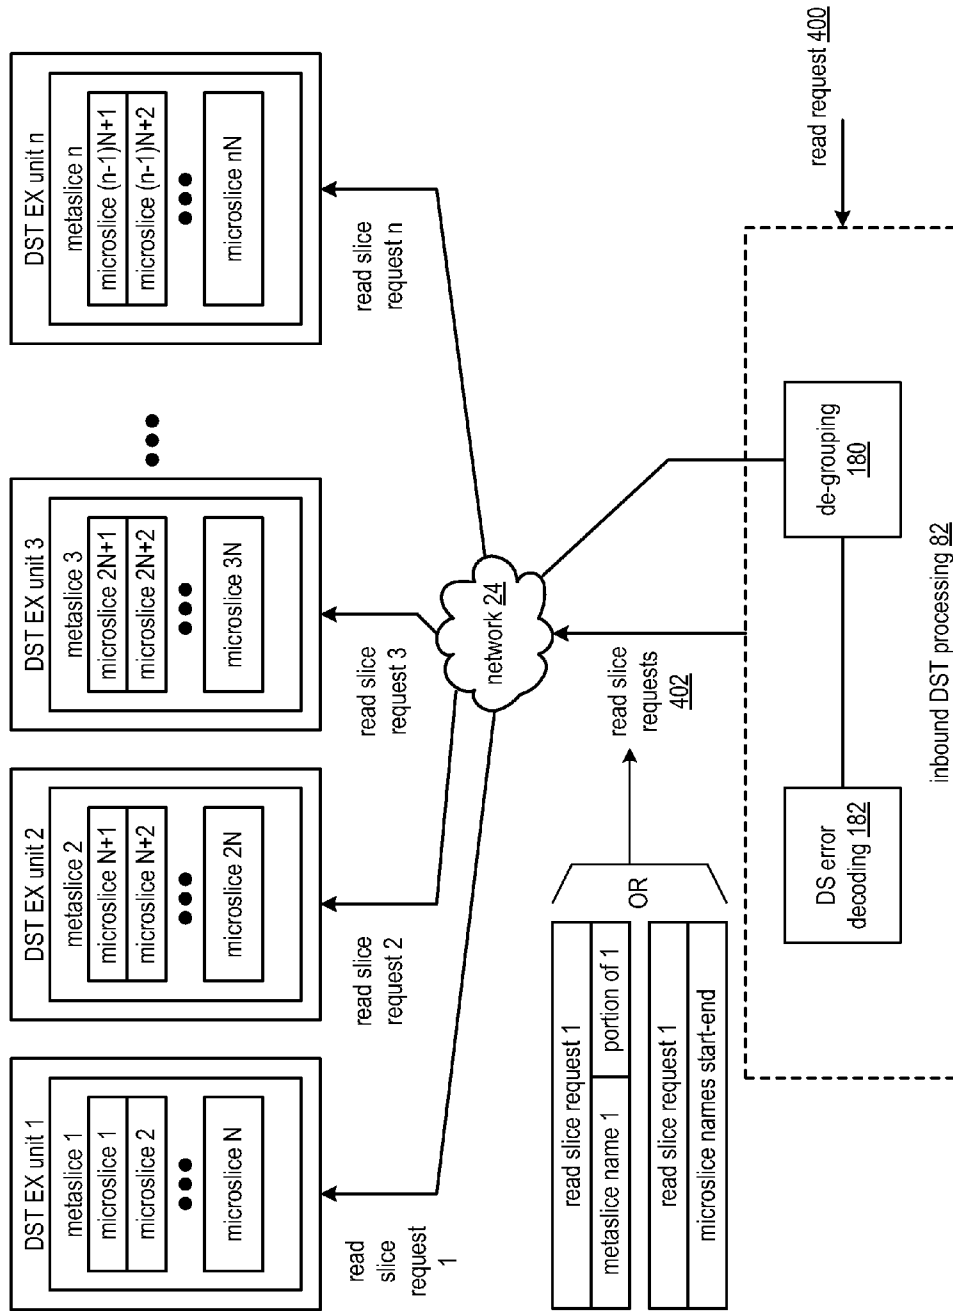 DST EX unit 1
metaslice 1
microslice 1
microslice 2
microslice N
DST EX unit 2
metaslice 2
microslice N+1
microslice N+2
microslice 2N
DST EX unit 3
metaslice 3
microslice 2N+1
microslice 2N+2
microslice 3N
DST EX unit n
metaslice n
microslice (n-1)N+1
microslice (n-1)N+2
microslice nN
read
slice
request
1
read slice
request 2
read slice
request 3
read slice
request n
network 24
read slice request 1
metaslice name 1
portion of 1
OR
read slice request 1
microslice names start-end
read slice
requests
402
read request 400
DS error
decoding 182
de-grouping
180
inbound DST processing 82